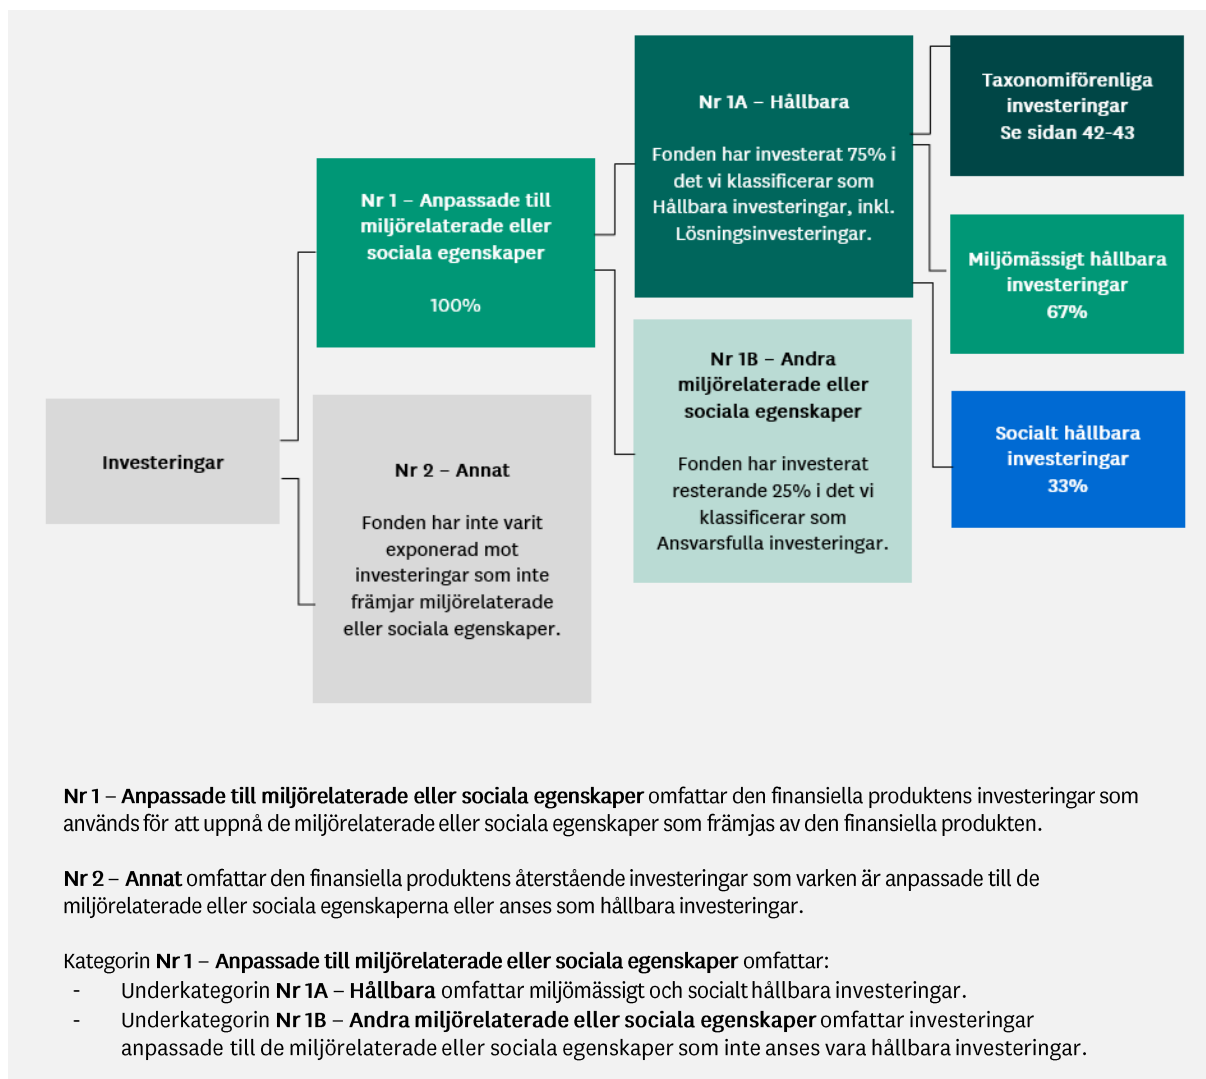 Investeringar
Nr 1 – Anpassade till
miljörelaterade eller
sociala egenskaper
100%
Nr 2 – Annat
Fonden har inte varit
exponerad mot
investeringar som inte
främjar miljörelaterade
eller sociala egenskaper.
Nr 1A – Hållbara
Fonden har investerat 75% i
det vi klassificerar som
Hållbara investeringar, inkl.
Lösningsinvesteringar.
Nr 1B – Andra
miljörelaterade eller
sociala egenskaper
Fonden har investerat
resterande 25% i det vi
klassificerar som
Ansvarsfulla investeringar.
Taxonomiförenliga
investeringar
Se sidan 42-43
Miljömässigt hållbara
investeringar
67%
Socialt hållbara
investeringar
33%
Nr 1 – Anpassade till miljörelaterade eller sociala egenskaper omfattar den finansiella produktens investeringar som
används för att uppnå de miljörelaterade eller sociala egenskaper som främjas av den finansiella produkten.
Nr 2 – Annat omfattar den finansiella produktens återstående investeringar som varken är anpassade till de
miljörelaterade eller sociala egenskaperna eller anses som hållbara investeringar.
Kategorin Nr 1 – Anpassade till miljörelaterade eller sociala egenskaper omfattar:
- Underkategorin Nr 1A – Hållbara omfattar miljömässigt och socialt hållbara investeringar.
- Underkategorin Nr 1B – Andra miljörelaterade eller sociala egenskaper omfattar investeringar
anpassade till de miljörelaterade eller sociala egenskaper som inte anses vara hållbara investeringar.